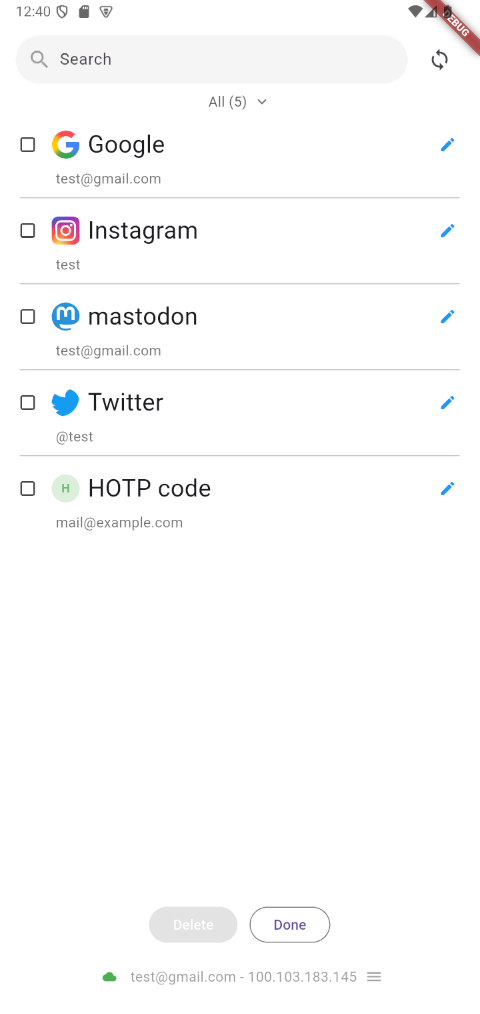 12:40
DEBUG
Search
All (5)
Google
test@gmail.com
Instagram
test
mastodon
test@gmail.com
Twitter
@test
H
HOTP code
mail@example.com
Delete
Done
test@gmail.com - 100.103.183.145